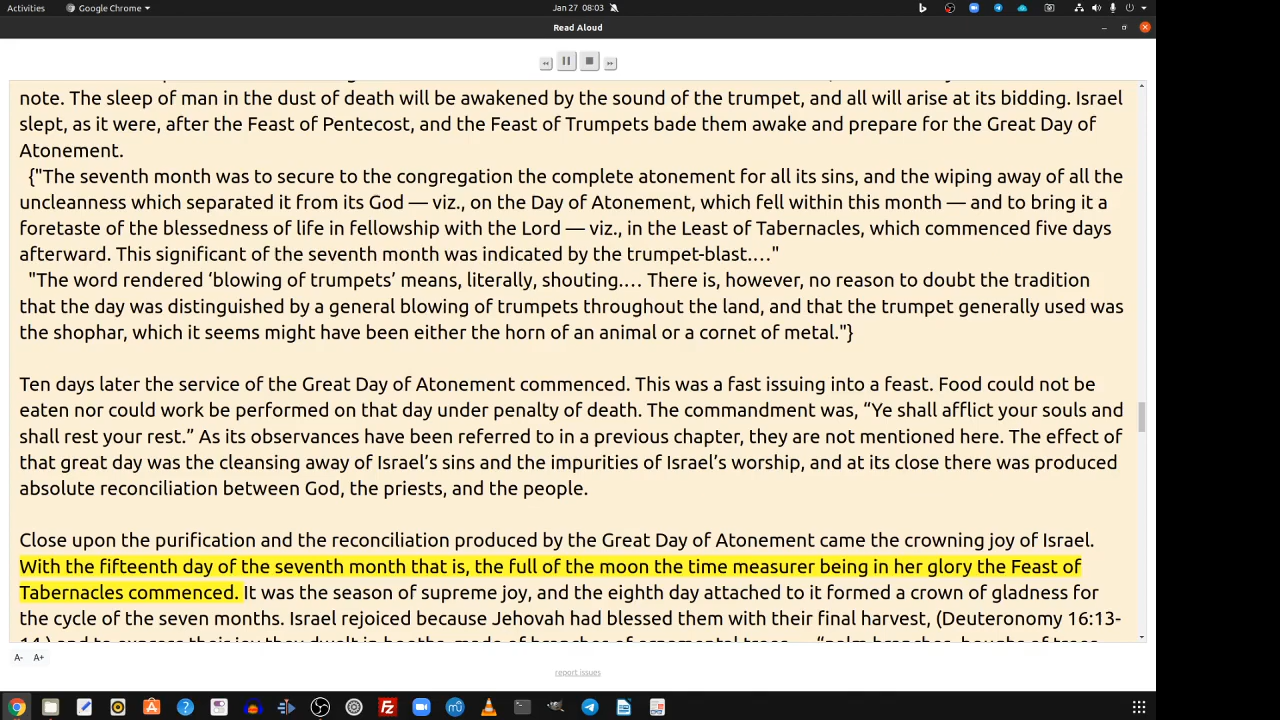 Activities
Google Chrome
Jan 27 08:03
Read Aloud
note. The sleep of man in the dust of death will be awakened by the sound of the trumpet, and all will arise at its bidding. Israel
slept, as it were, after the Feast of Pentecost, and the Feast of Trumpets bade them awake and prepare for the Great Day of
Atonement.
{"The seventh month was to secure to the congregation the complete atonement for all its sins, and the wiping away of all the
uncleanness which separated it from its God — viz., on the Day of Atonement, which fell within this month — and to bring it a
foretaste of the blessedness of life in fellowship with the Lord — viz., in the Least of Tabernacles, which commenced five days
afterward. This significant of the seventh month was indicated by the trumpet-blast.…"
"The word rendered ‘blowing of trumpets’ means, literally, shouting.… There is, however, no reason to doubt the tradition
that the day was distinguished by a general blowing of trumpets throughout the land, and that the trumpet generally used was
the shophar, which it seems might have been either the horn of an animal or a cornet of metal."}
Ten days later the service of the Great Day of Atonement commenced. This was a fast issuing into a feast. Food could not be
eaten nor could work be performed on that day under penalty of death. The commandment was, “Ye shall afflict your souls and
shall rest your rest.” As its observances have been referred to in a previous chapter, they are not mentioned here. The effect of
that great day was the cleansing away of Israel’s sins and the impurities of Israel’s worship, and at its close there was produced
absolute reconciliation between God, the priests, and the people.
Close upon the purification and the reconciliation produced by the Great Day of Atonement came the crowning joy of Israel.
With the fifteenth day of the seventh month that is, the full of the moon the time measurer being in her glory the Feast of
Tabernacles commenced. It was the season of supreme joy, and the eighth day attached to it formed a crown of gladness for
the cycle of the seven months. Israel rejoiced because Jehovah had blessed them with their final harvest, (Deuteronomy 16:13-
14,) and to express their joy they dwelt in booths, made of branches of ornamental trees
A- A+
report issues